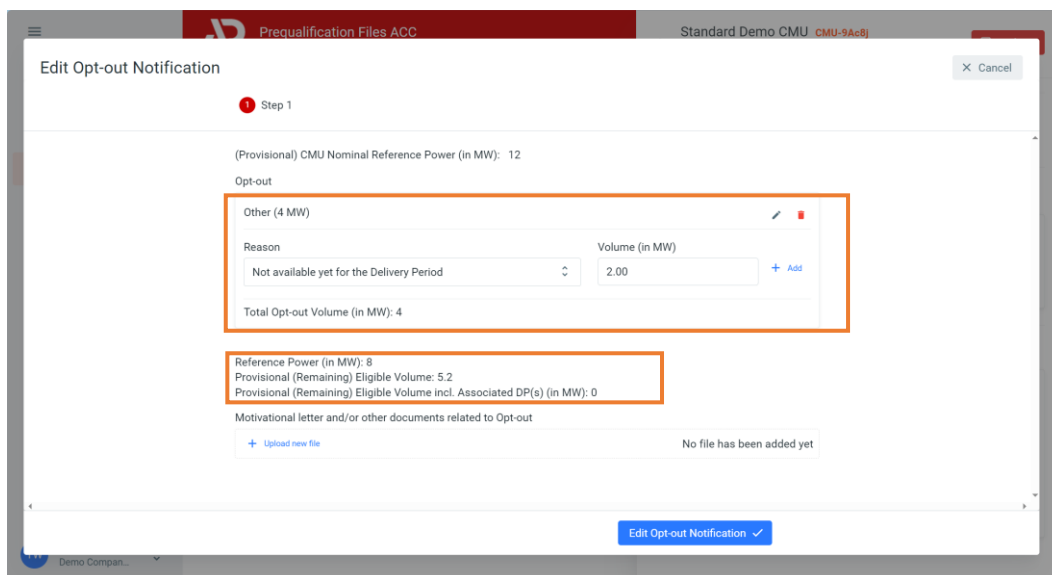 Prequalification Files ACC
Standard Demo CMU CMU-9Ac8j
Edit Opt-out Notification
Cancel
1 Step 1
(Provisional) CMU Nominal Reference Power (in MW): 12
Opt-out
Other (4 MW)
Reason
Volume (in MW)
Not available yet for the Delivery Period
2.00
+ Add
Total Opt-out Volume (in MW): 4
Reference Power (in MW): 8
Provisional (Remaining) Eligible Volume: 5.2
Provisional (Remaining) Eligible Volume incl. Associated DP(s) (in MW): 0
Motivational letter and/or other documents related to Opt-out
+ Upload new file
No file has been added yet
Edit Opt-out Notification
Demo Compan...